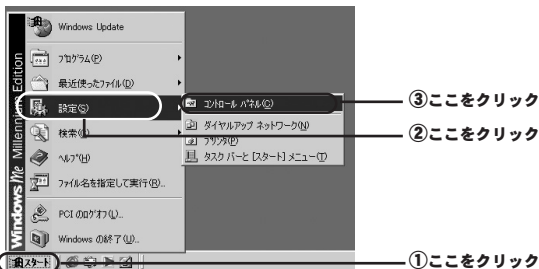 Windows Update
ﾌﾟﾛｸﾞﾗﾑ(P)
最近使ったﾌｧｲﾙ(D)
設定(S)
検索(C)
ﾍﾙﾌﾟ(H)
ﾌｧｲﾙ名を指定して実行(R)...
PCI のﾛｸﾞｵﾌ(L)...
Windows の終了(U)...
Windows Me Millennium Edition
ｺﾝﾄﾛｰﾙ ﾊﾟﾈﾙ(C)
ダイヤルアップ ネットワーク(N)
ﾌﾟﾘﾝﾀ(P)
タスク バーと [スタート] メニュー(T)
スタート
③ここをクリック
②ここをクリック
①ここをクリック